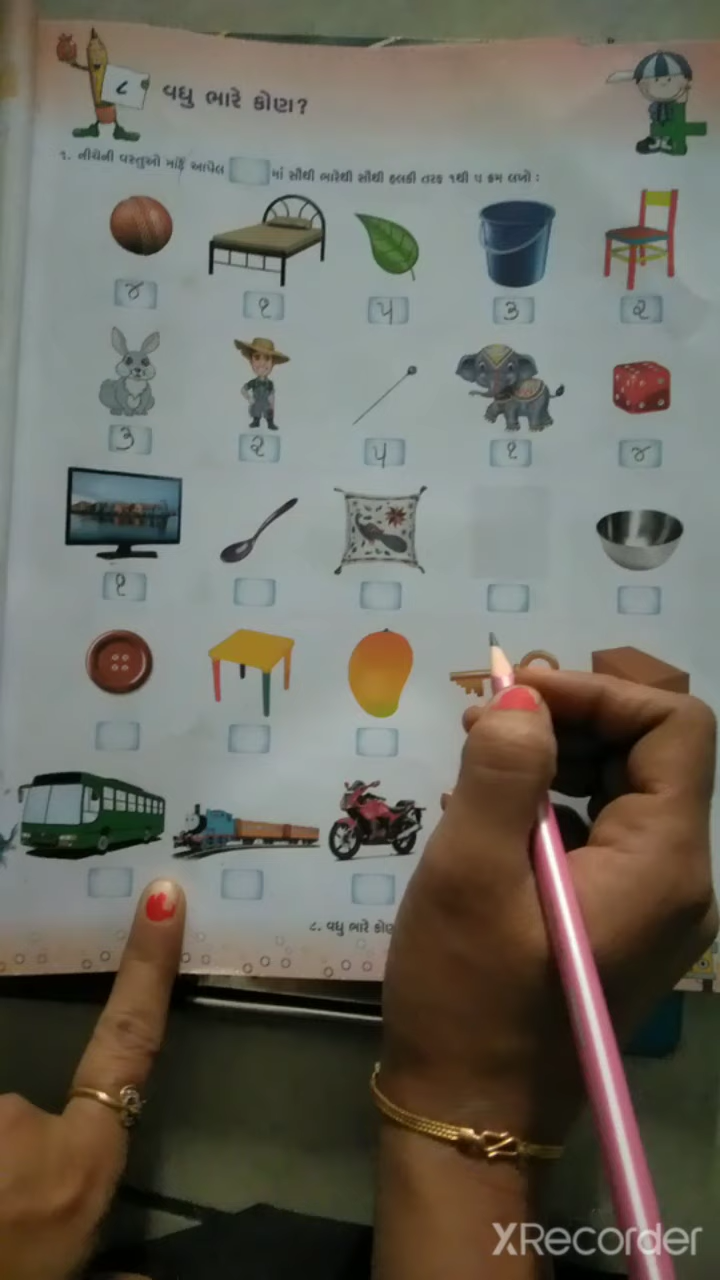 ૮ વધુ ભારે કોણ?
૧. નીચેની વસ્તુઓ માટે આપેલ માં સૌથી ભારેથી સૌથી હલકી તરફ ૧થી ૫ ક્રમ લખો :
૪ ૧ ૫ ૩ ૨
૩ ૨ ૫ ૧ ૪
૧
૮. વધુ ભારે કોણ
XRecorder